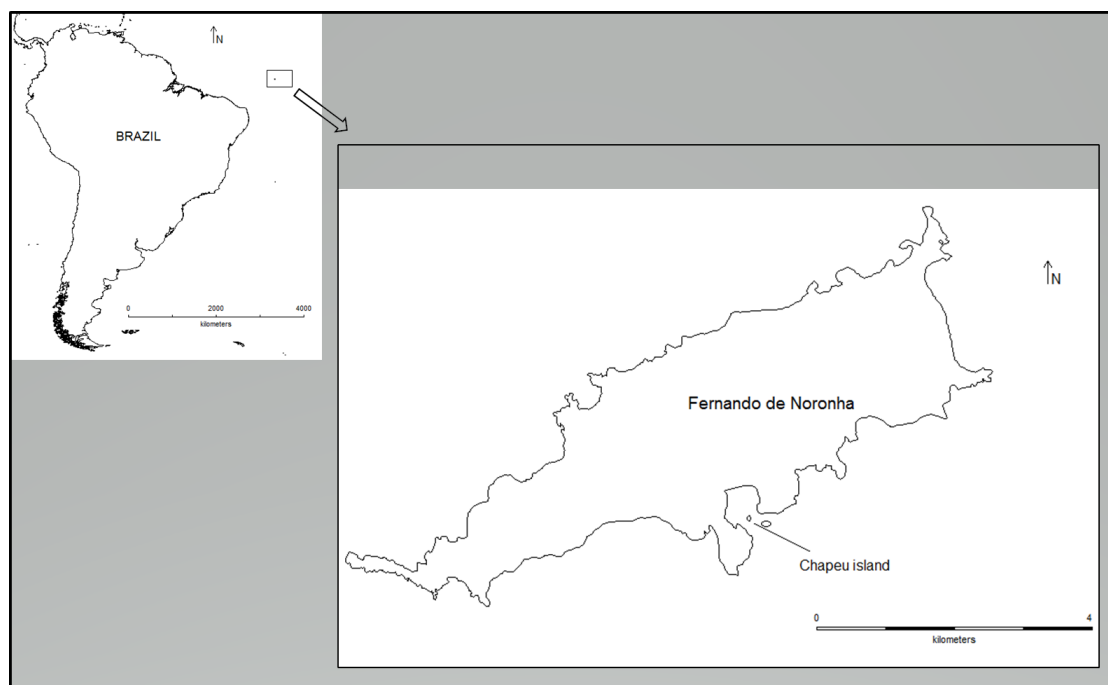 N
BRAZIL
0 2000 4000
kilometers
N
Fernando de Noronha
Chapeu island
0 4
kilometers